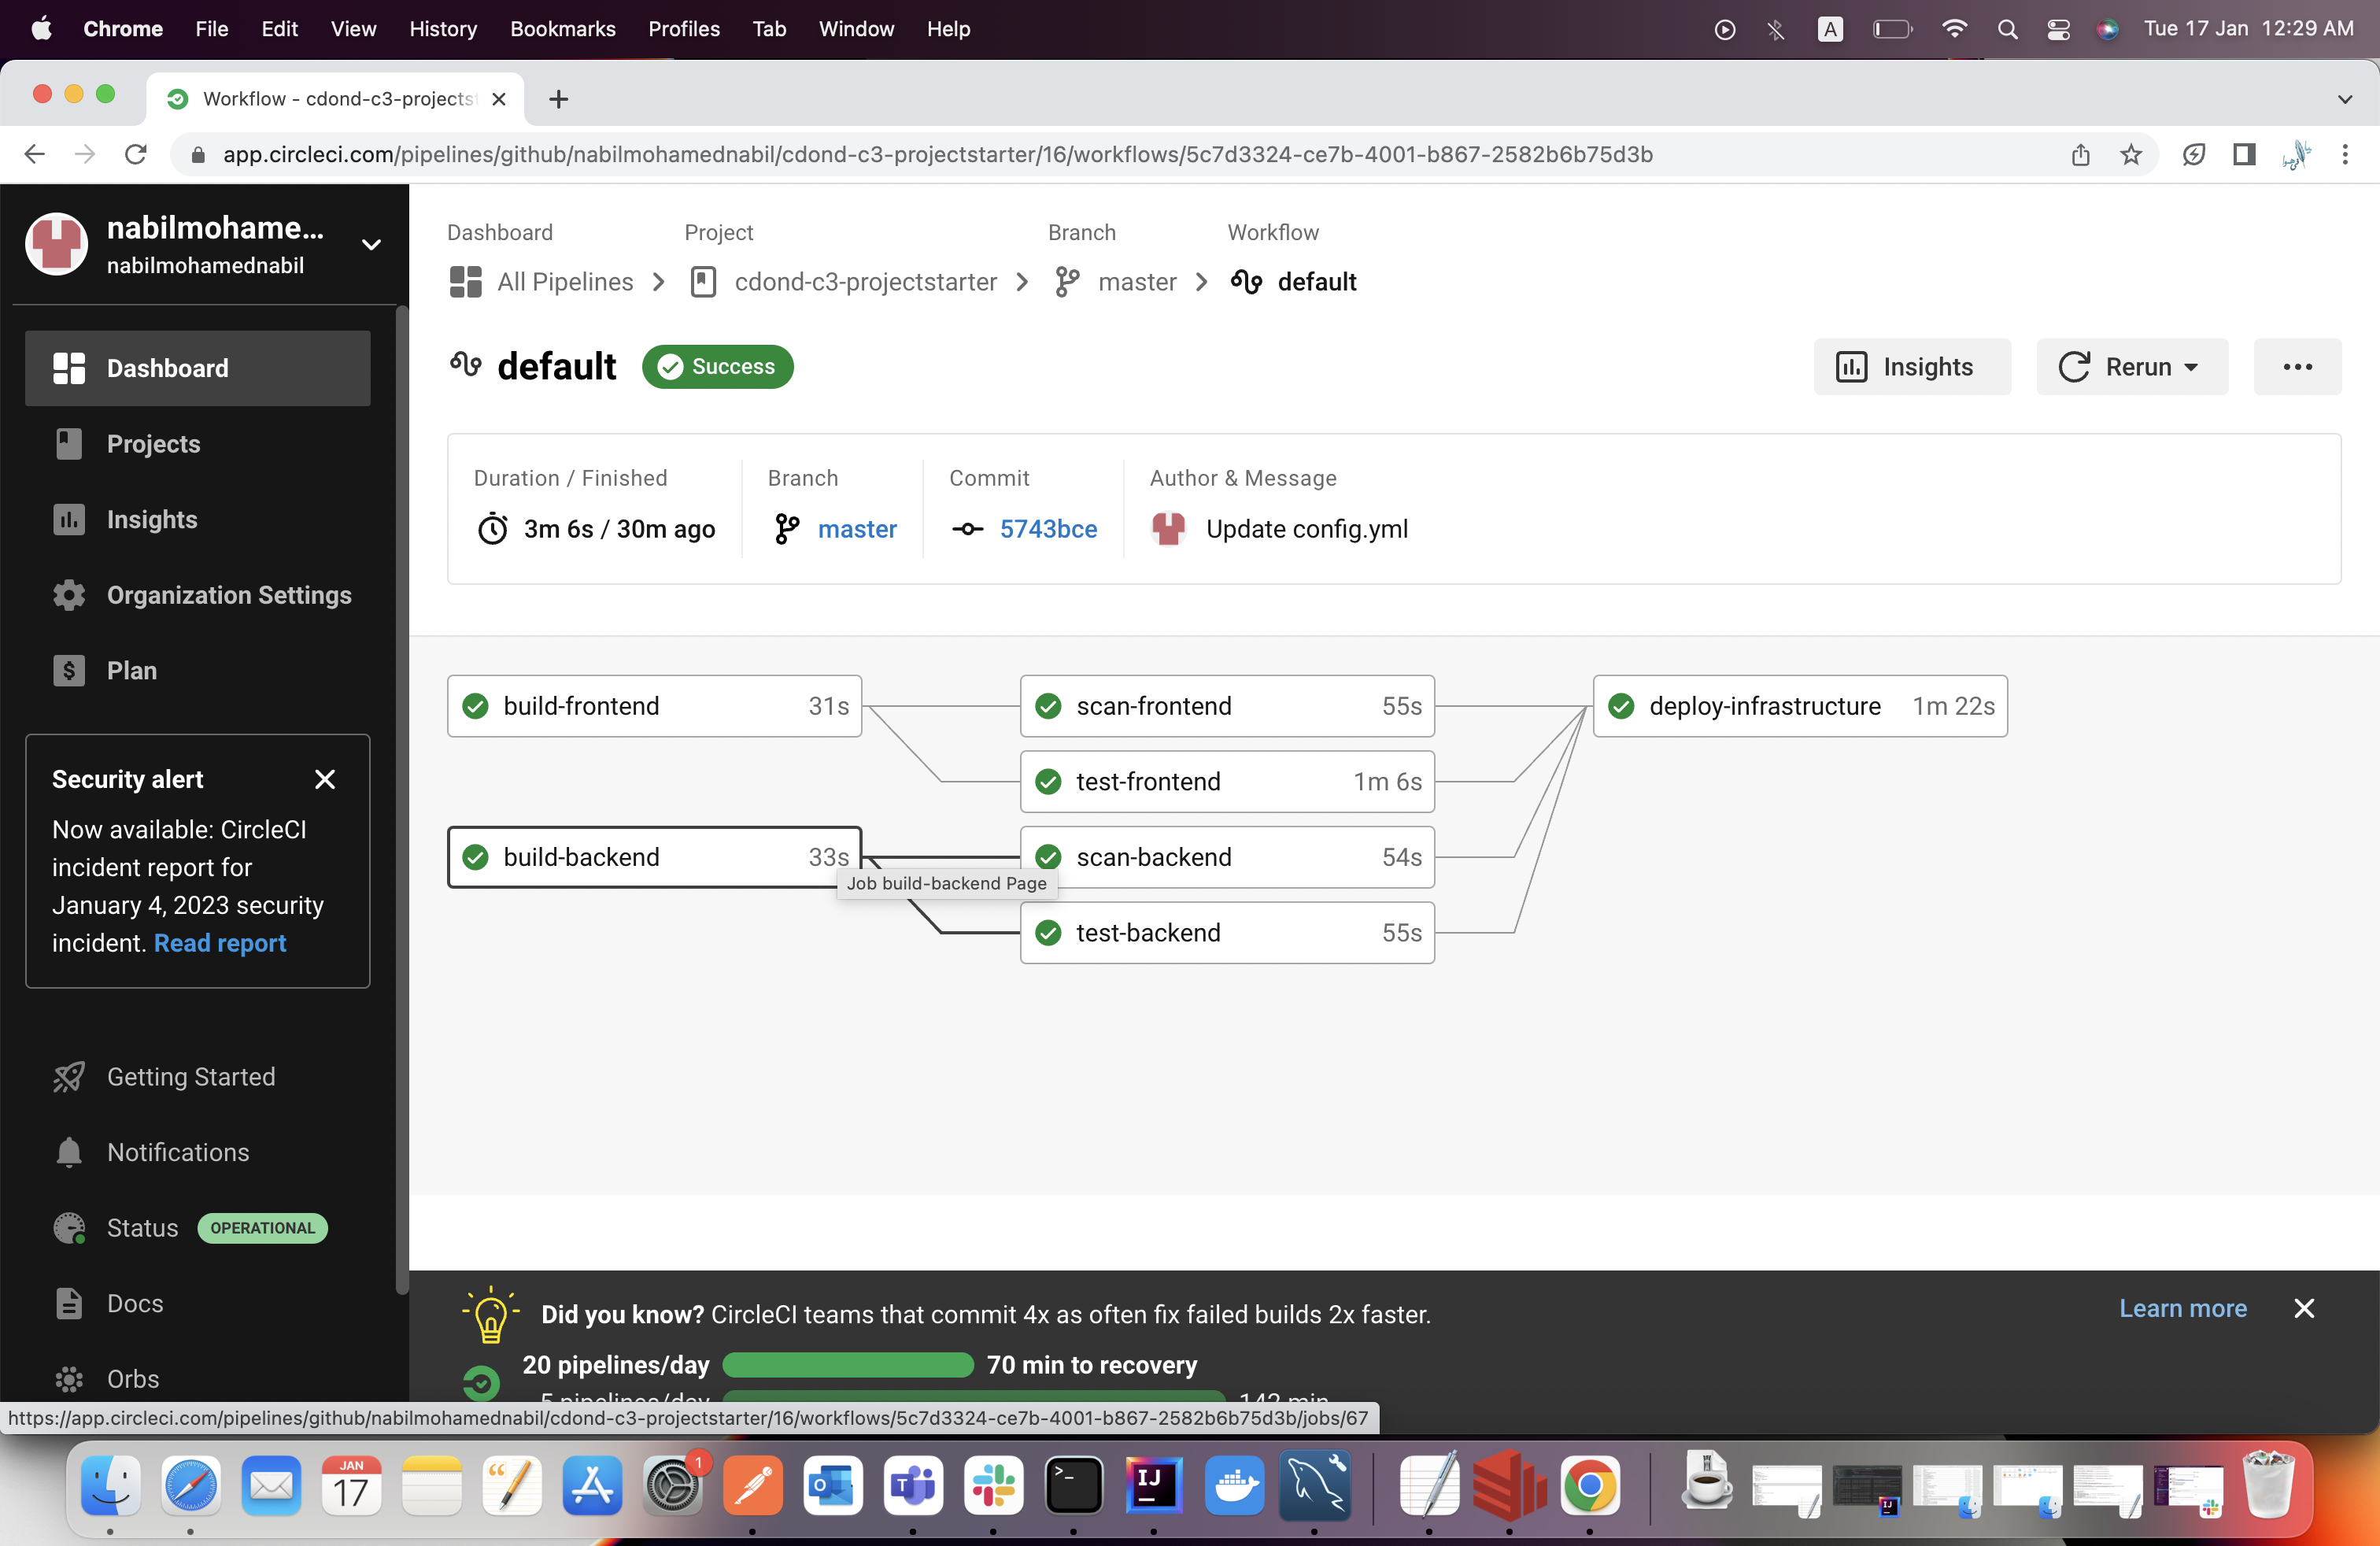 Chrome File Edit View History Bookmarks Profiles Tab Window Help A Tue 17 Jan 12:29 AM
Workflow - cdond-c3-projectst
app.circleci.com/pipelines/github/nabilmohamednabil/cdond-c3-projectstarter/16/workflows/5c7d3324-ce7b-4001-b867-2582b6b75d3b
nabilmohame...
nabilmohamednabil
Dashboard
Projects
Insights
Organization Settings
Plan
Security alert
Now available: CircleCI
incident report for
January 4, 2023 security
incident. Read report
Getting Started
Notifications
Status OPERATIONAL
Docs
Orbs
Dashboard Project Branch Workflow
All Pipelines cdond-c3-projectstarter master default
default Success Insights Rerun
Duration / Finished Branch Commit Author & Message
3m 6s / 30m ago master 5743bce Update config.yml
build-frontend 31s scan-frontend 55s deploy-infrastructure 1m 22s
test-frontend 1m 6s
build-backend 33s scan-backend 54s
Job build-backend Page
test-backend 55s
Did you know? CircleCI teams that commit 4x as often fix failed builds 2x faster. Learn more
20 pipelines/day 70 min to recovery
5 pipelines/day 142 min
https://app.circleci.com/pipelines/github/nabilmohamednabil/cdond-c3-projectstarter/16/workflows/5c7d3324-ce7b-4001-b867-2582b6b75d3b/jobs/67
JAN
17
1
IJ